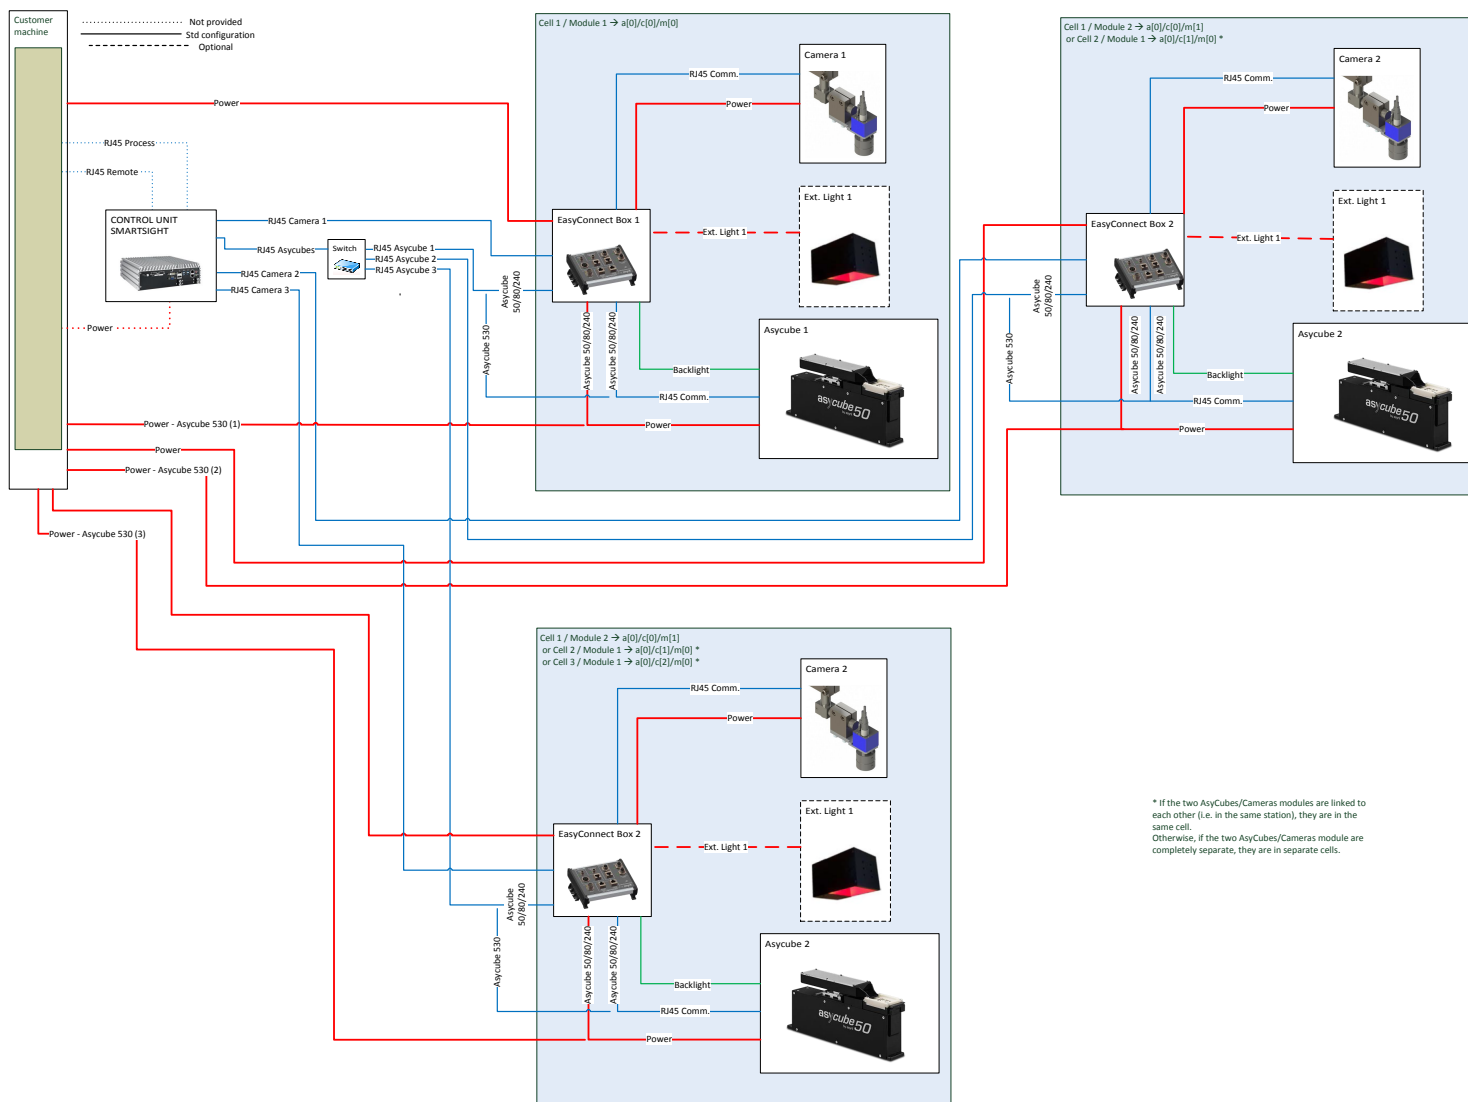 Customer
machine
Not provided
Std configuration
Optional
Power
RJ45 Process
RJ45 Remote
CONTROL UNIT
SMARTSIGHT
RJ45 Camera 1
RJ45 Asycubes
RJ45 Camera 2
RJ45 Camera 3
Power
Switch
RJ45 Asycube 1
RJ45 Asycube 2
RJ45 Asycube 3
Power - Asycube 530 (1)
Power
Power - Asycube 530 (2)
Power - Asycube 530 (3)
Cell 1 / Module 1 → a[0]/c[0]/m[0]
Camera 1
RJ45 Comm.
Power
EasyConnect Box 1
Ext. Light 1
Ext. Light 1
Asycube
50/80/240
Asycube 530
Asycube 50/80/240
Asycube 50/80/240
Backlight
RJ45 Comm.
Power
Asycube 1
asycube50
Cell 1 / Module 2 → a[0]/c[0]/m[1]
or Cell 2 / Module 1 → a[0]/c[1]/m[0] *
Camera 2
RJ45 Comm.
Power
EasyConnect Box 2
Ext. Light 1
Ext. Light 1
Asycube
50/80/240
Asycube 530
Asycube 50/80/240
Asycube 50/80/240
Backlight
RJ45 Comm.
Power
Asycube 2
asycube50
Cell 1 / Module 2 → a[0]/c[0]/m[1]
or Cell 2 / Module 1 → a[0]/c[1]/m[0] *
or Cell 3 / Module 1 → a[0]/c[2]/m[0] *
Camera 2
RJ45 Comm.
Power
EasyConnect Box 2
Ext. Light 1
Ext. Light 1
Asycube
50/80/240
Asycube 530
Asycube 50/80/240
Asycube 50/80/240
Backlight
RJ45 Comm.
Power
Asycube 2
asycube50
* If the two AsyCubes/Cameras modules are linked to
each other (i.e. in the same station), they are in the
same cell.
Otherwise, if the two AsyCubes/Cameras module are
completely separate, they are in separate cells.